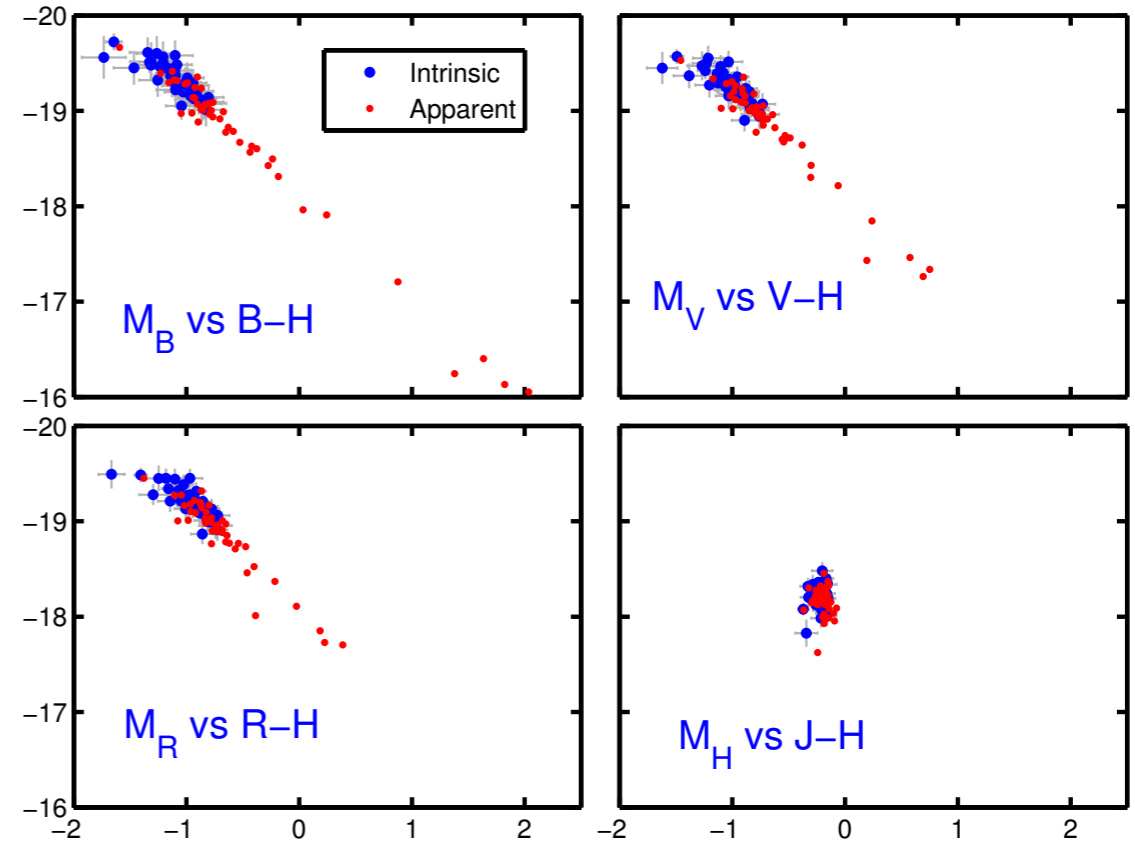 −20
−19
−18
−17
−16
Intrinsic
Apparent
M_B vs B−H
M_V vs V−H
−20
−19
−18
−17
−16
−2 −1 0 1 2
M_R vs R−H
−2 −1 0 1 2
M_H vs J−H